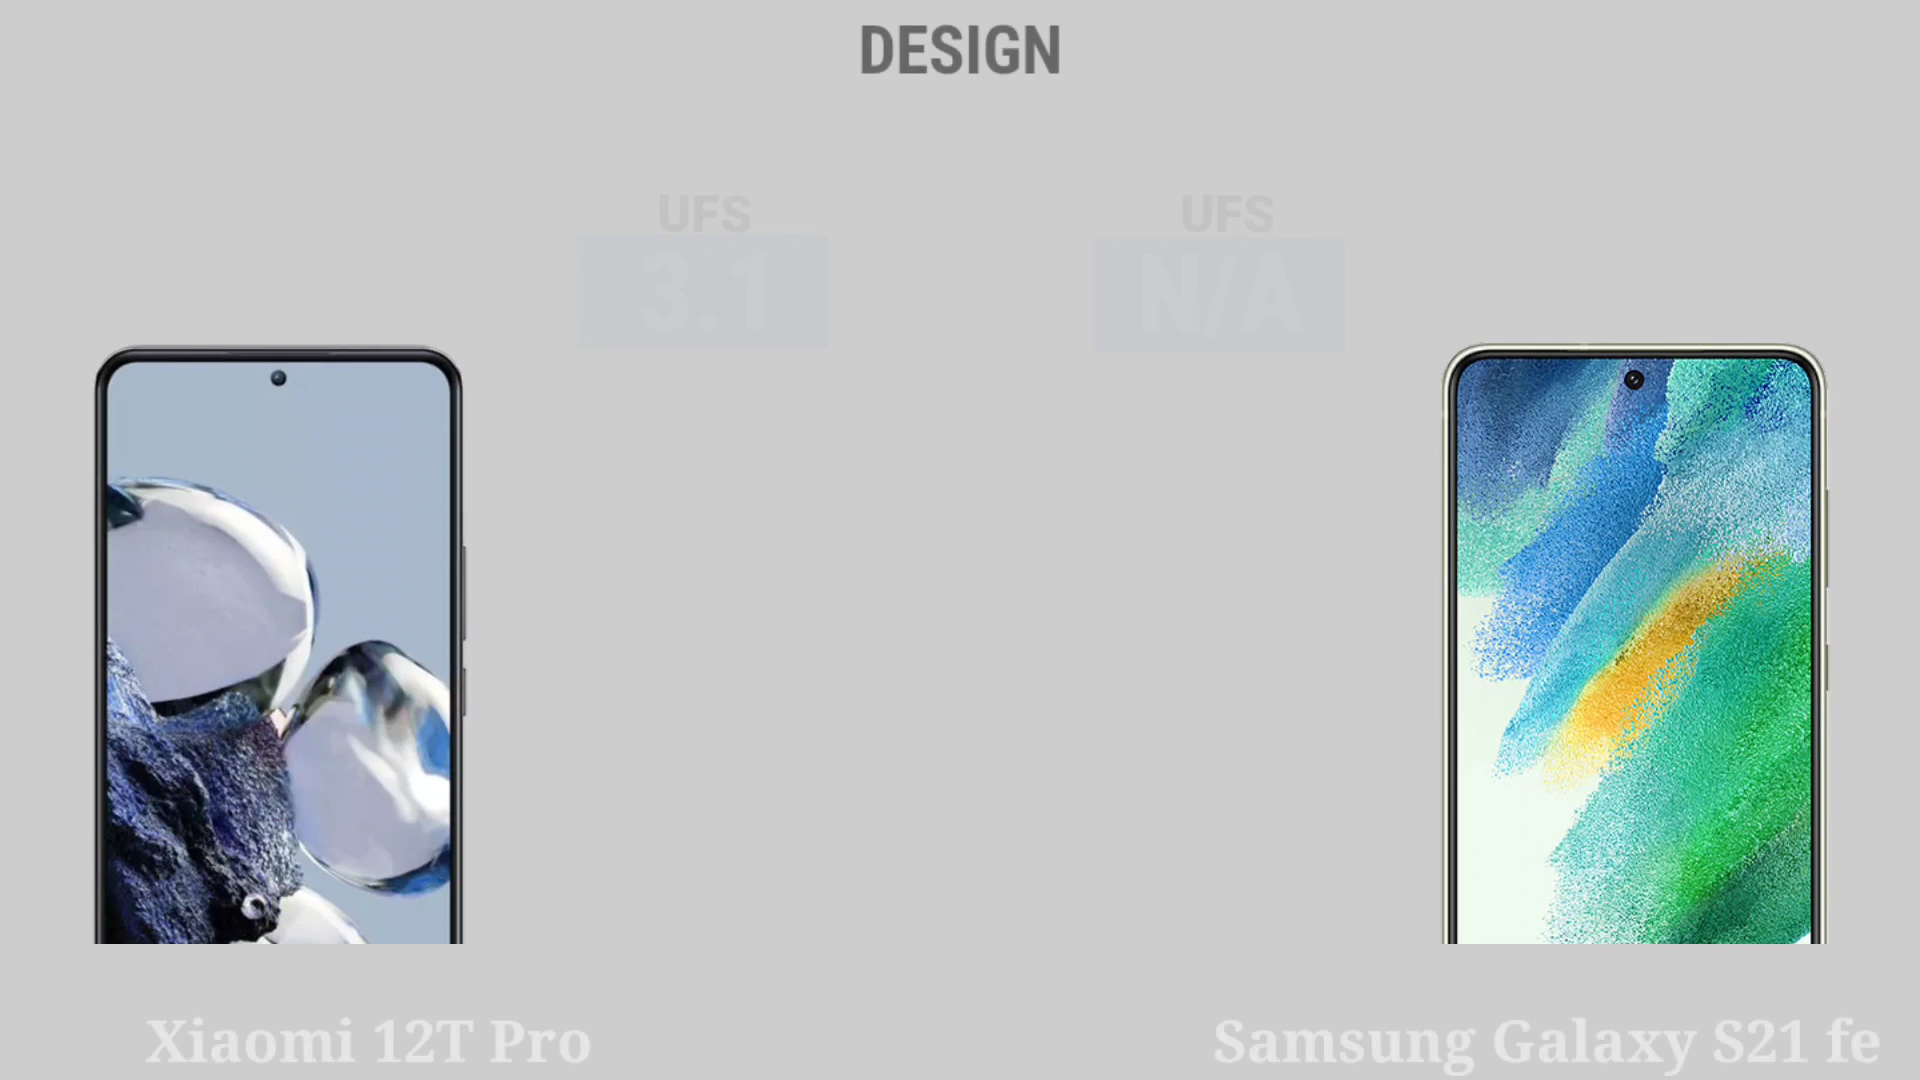 DESIGN
UFS
3.1
UFS
N/A
Xiaomi 12T Pro
Samsung Galaxy S21 fe